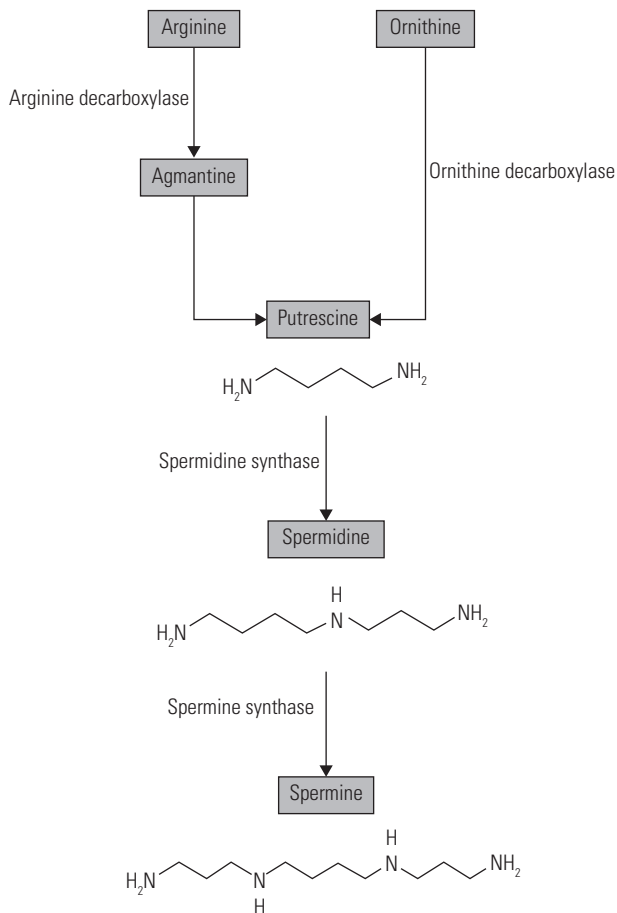 Arginine
Ornithine
Arginine decarboxylase
Agmantine
Ornithine decarboxylase
Putrescine
H₂N
NH₂
Spermidine synthase
Spermidine
H
H₂N
N
NH₂
Spermine synthase
Spermine
H
H₂N
N
N
NH₂
H